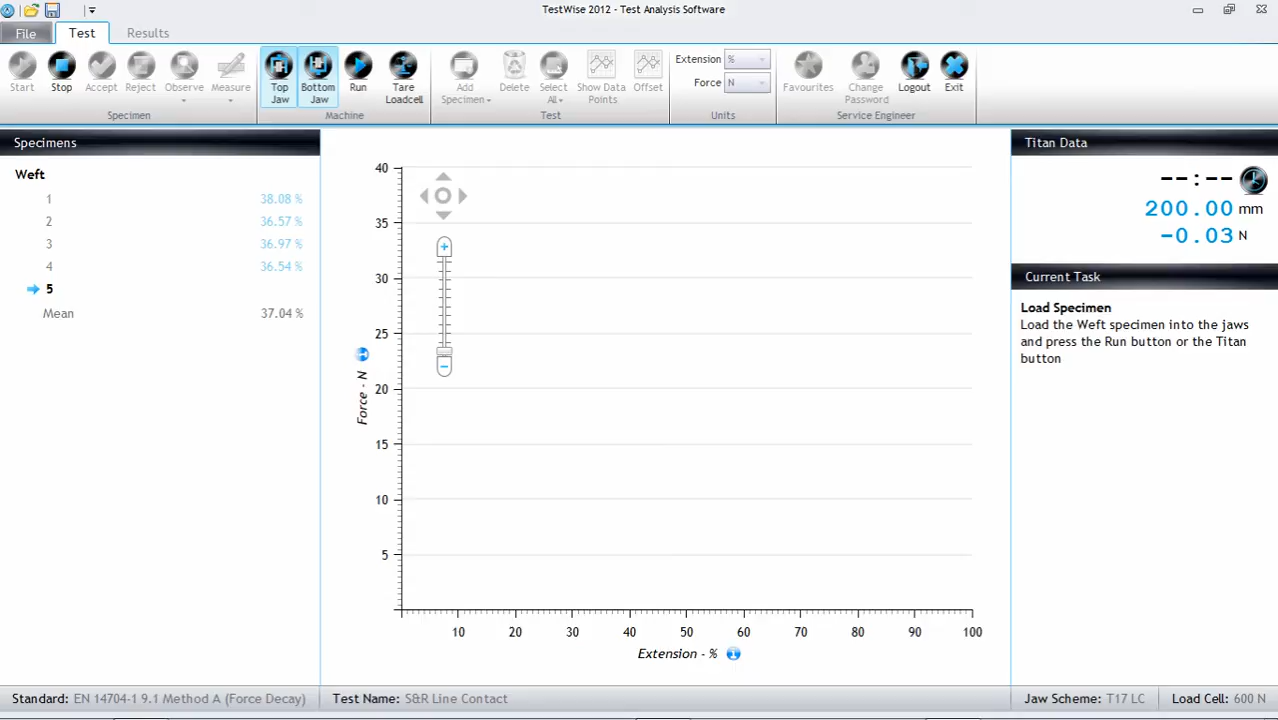 TestWise 2012 - Test Analysis Software
File Test Results
Start Stop Accept Reject Observe Measure
Specimen
Top Jaw Bottom Jaw Run Tare Loadcell
Machine
Add Specimen Delete Select All Show Data Points Offset
Test
Extension %
Force N
Units
Favourites Change Password Logout Exit
Service Engineer
Specimens
Weft
1 38.08 %
2 36.57 %
3 36.97 %
4 36.54 %
5
Mean 37.04 %
40
35
30
25
20
15
10
5
Force - N
10 20 30 40 50 60 70 80 90 100
Extension - %
Titan Data
--:--
200.00 mm
-0.03 N
Current Task
Load Specimen
Load the Weft specimen into the jaws
and press the Run button or the Titan
button
Standard: EN 14704-1 9.1 Method A (Force Decay) Test Name: S&R Line Contact Jaw Scheme: T17 LC Load Cell: 600 N